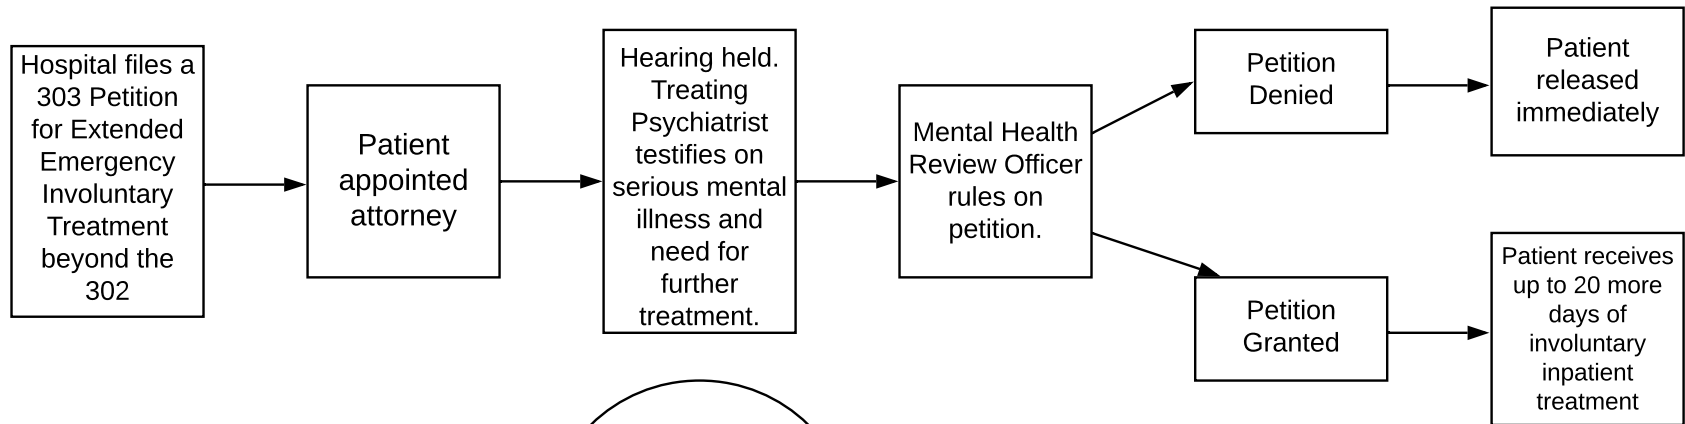 Hospital files a
303 Petition
for Extended
Emergency
Involuntary
Treatment
beyond the
302
Patient
appointed
attorney
Hearing held.
Treating
Psychiatrist
testifies on
serious mental
illness and
need for
further
treatment.
Mental Health
Review Officer
rules on
petition.
Petition
Denied
Patient
released
immediately
Petition
Granted
Patient receives
up to 20 more
days of
involuntary
inpatient
treatment